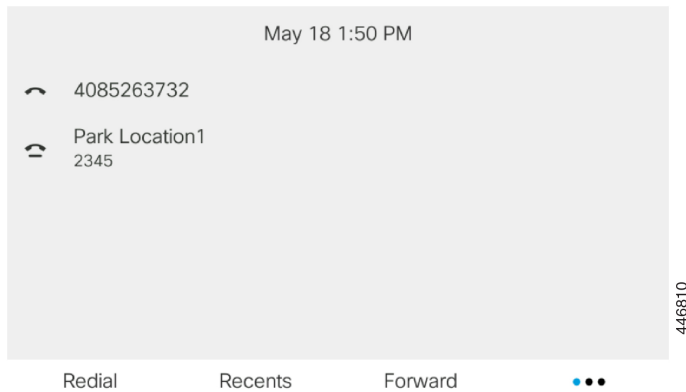 May 18 1:50 PM
4085263732
Park Location1
2345
446810
Redial Recents Forward